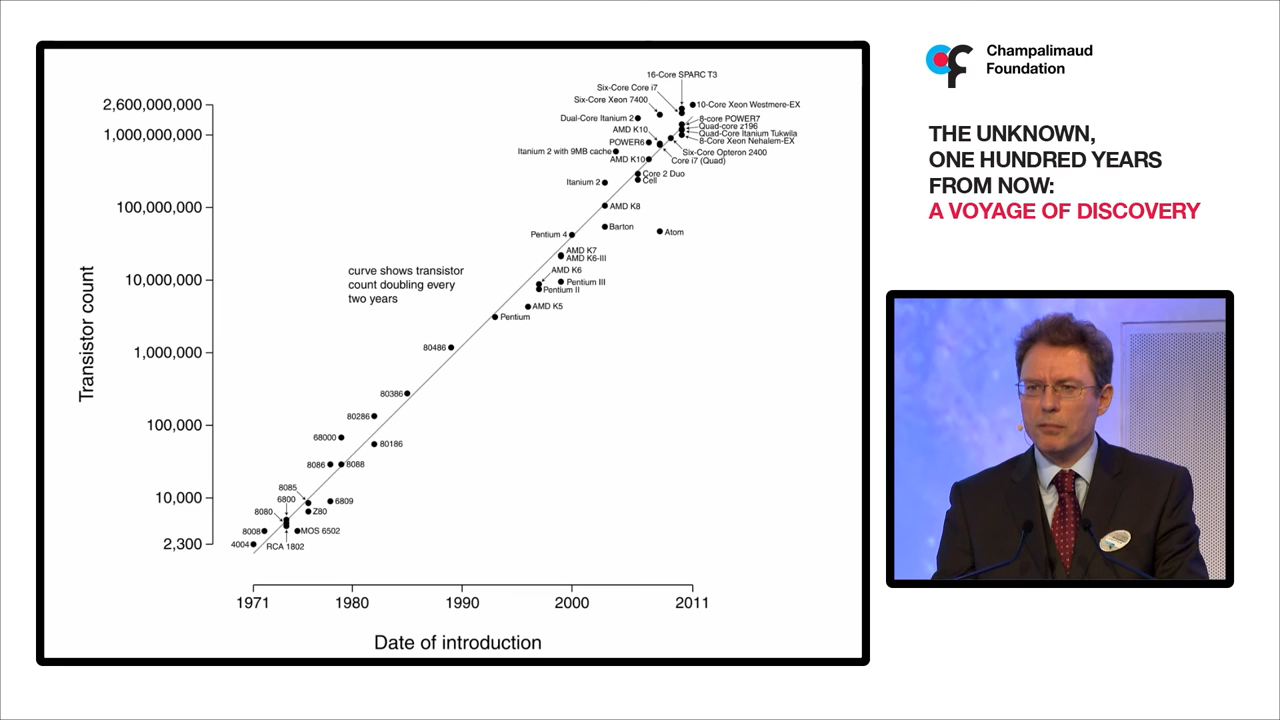 Champalimaud
Foundation
THE UNKNOWN,
ONE HUNDRED YEARS
FROM NOW:
A VOYAGE OF DISCOVERY
2,600,000,000
1,000,000,000
100,000,000
10,000,000
1,000,000
100,000
10,000
2,300
Transistor count
16-Core SPARC T3
Six-Core Core i7
Six-Core Xeon 7400
10-Core Xeon Westmere-EX
Dual-Core Itanium 2
8-core POWER7
Quad-core z196
AMD K10
Quad-Core Itanium Tukwila
POWER6
8-Core Xeon Nehalem-EX
Itanium 2 with 9MB cache
Six-Core Opteron 2400
AMD K10
Core i7 (Quad)
Core 2 Duo
Cell
Itanium 2
AMD K8
Barton
Pentium 4
Atom
AMD K7
AMD K6-III
curve shows transistor
count doubling every
two years
AMD K6
Pentium III
Pentium II
AMD K5
Pentium
80486
80386
80286
68000
80186
8086
8088
8085
6800
6809
8080
Z80
8008
MOS 6502
4004
RCA 1802
1971
1980
1990
2000
2011
Date of introduction